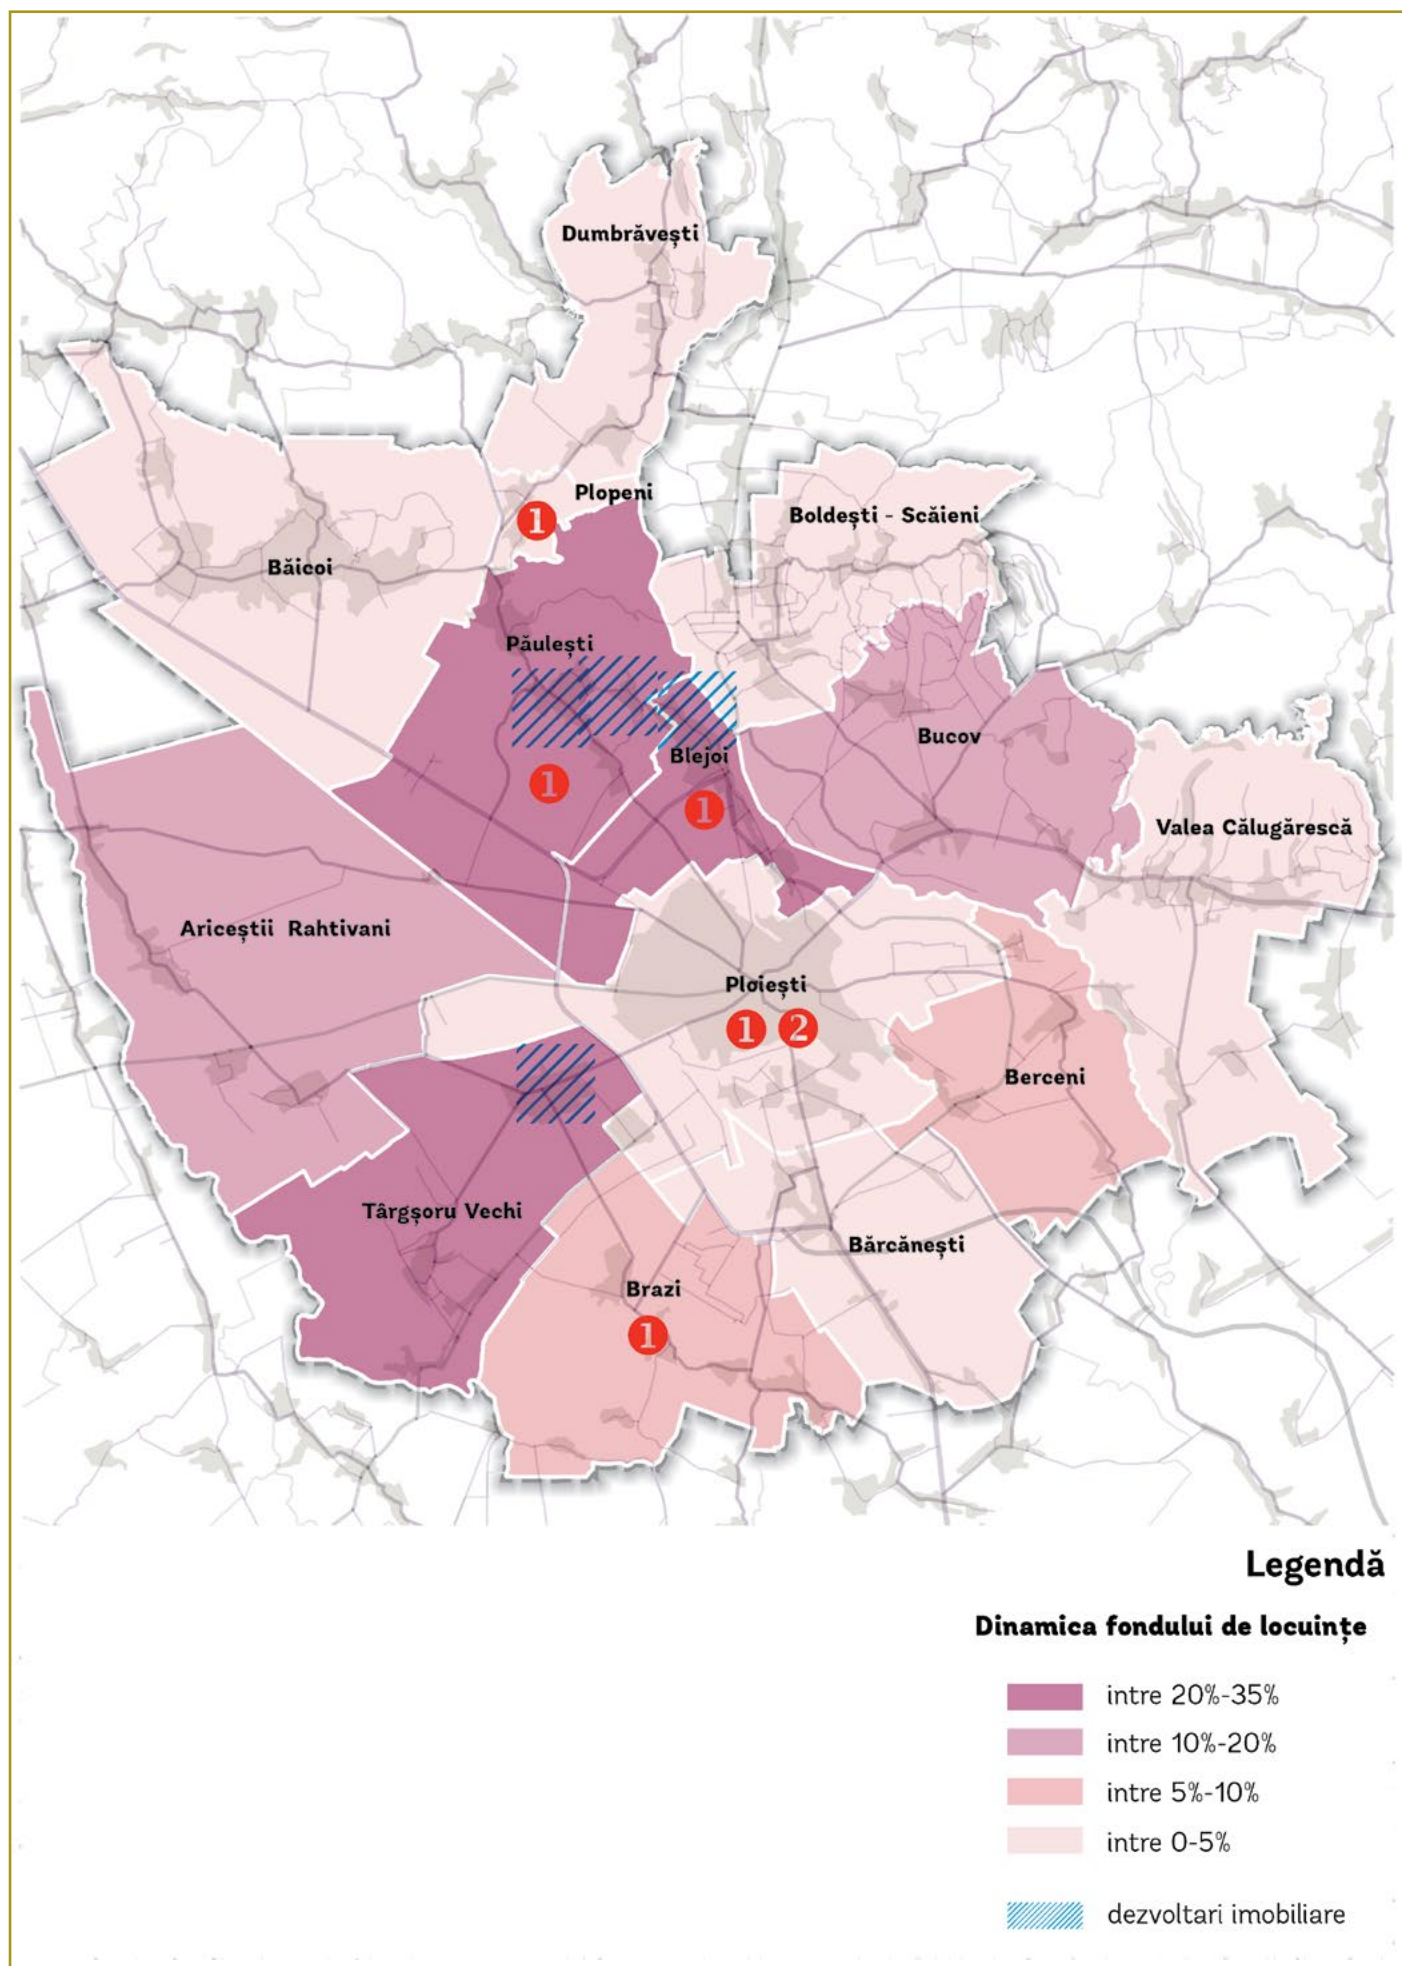 Dumbrăvești
Plopeni
1
Boldești - Scăieni
Băicoi
Păulești
Bucov
Blejoi
1
1
Valea Călugărescă
Ariceștii Rahtivani
Ploiești
1 2
Berceni
Târgșoru Vechi
Bărcănești
Brazi
1
Legendă
Dinamica fondului de locuințe
intre 20%-35%
intre 10%-20%
intre 5%-10%
intre 0-5%
dezvoltari imobiliare